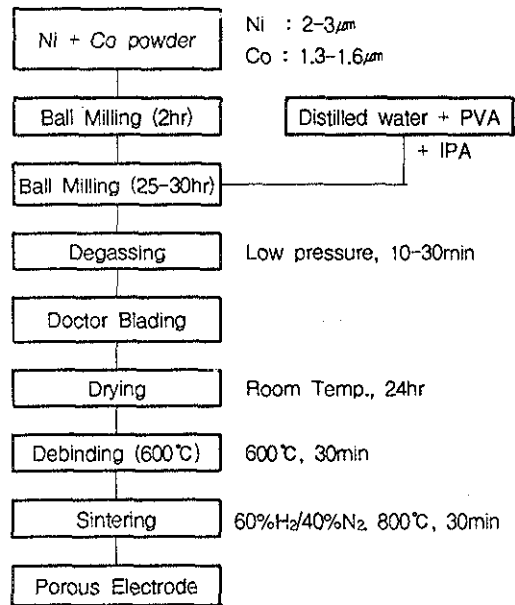 Ni + Co powder
Ni : 2-3㎛
Co : 1.3-1.6㎛
Ball Milling (2hr)
Distilled water + PVA
+ IPA
Ball Milling (25-30hr)
Degassing
Low pressure, 10-30min
Doctor Blading
Drying
Room Temp., 24hr
Debinding (600℃)
600℃, 30min
Sintering
60%H₂/40%N₂ 800℃, 30min
Porous Electrode